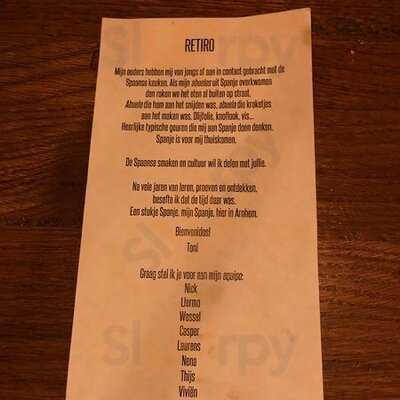 RETIRO
Mijn ouders hebben mij van jongs af aan in contact gebracht met de
Spaanse keuken. Als mijn abuelas uit Spanje overkwamen
dan roken we het eten al buiten op straat.
Abuelo die ham aan het snijden was, abuela die kroketjes
aan het maken was. Olijfolie, knoflook, vis...
Heerlijke typische geuren die mij aan Spanje doen denken.
Spanje is voor mij thuiskomen.
De Spaanse smaken en cultuur wil ik delen met jullie.
Na vele jaren van leren, proeven en ontdekken,
besefte ik dat de tijd daar was.
Een stukje Spanje, mijn Spanje, hier in Arnhem.
Bienvenidos!
Toni
Graag stel ik je voor aan mijn equipo:
Nick
Llermo
Wessel
Casper
Laurens
Nena
Thijs
Vivién